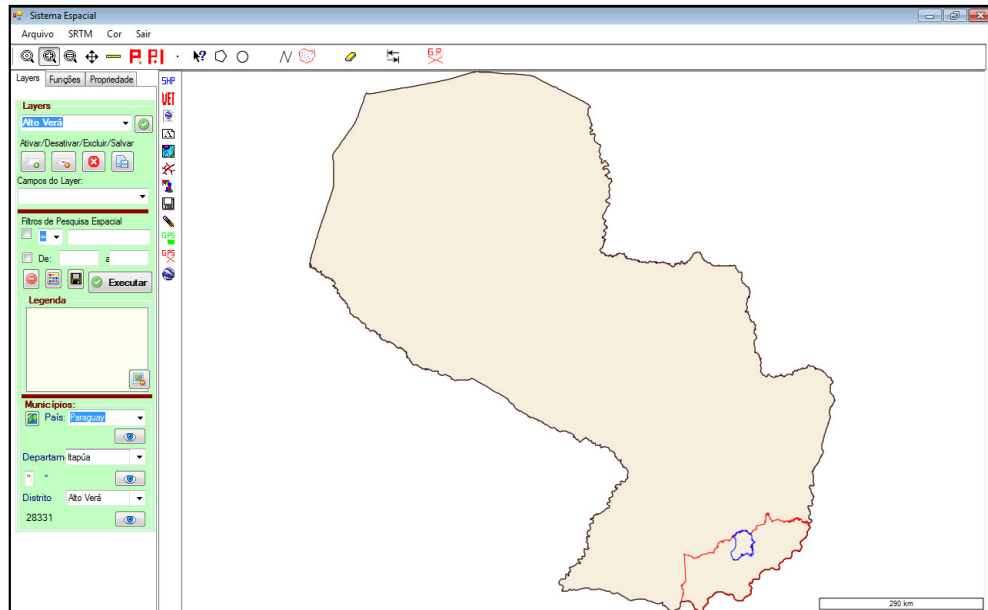 Sistema Espacial
Arquivo SRTM Cor Sair
P. P.I G.P.
Layers Funções Propriedade
SHP
Layers
Alto Verá
Ativar/Desativar/Excluir/Salvar
Campos do Layer:
Filtros de Pesquisa Espacial
=
De: a
Executar
GPS
GPS
Legenda
Municípios:
País: Paraguay
Departam Itapúa
" "
Distrito Alto Verá
28331
290 km